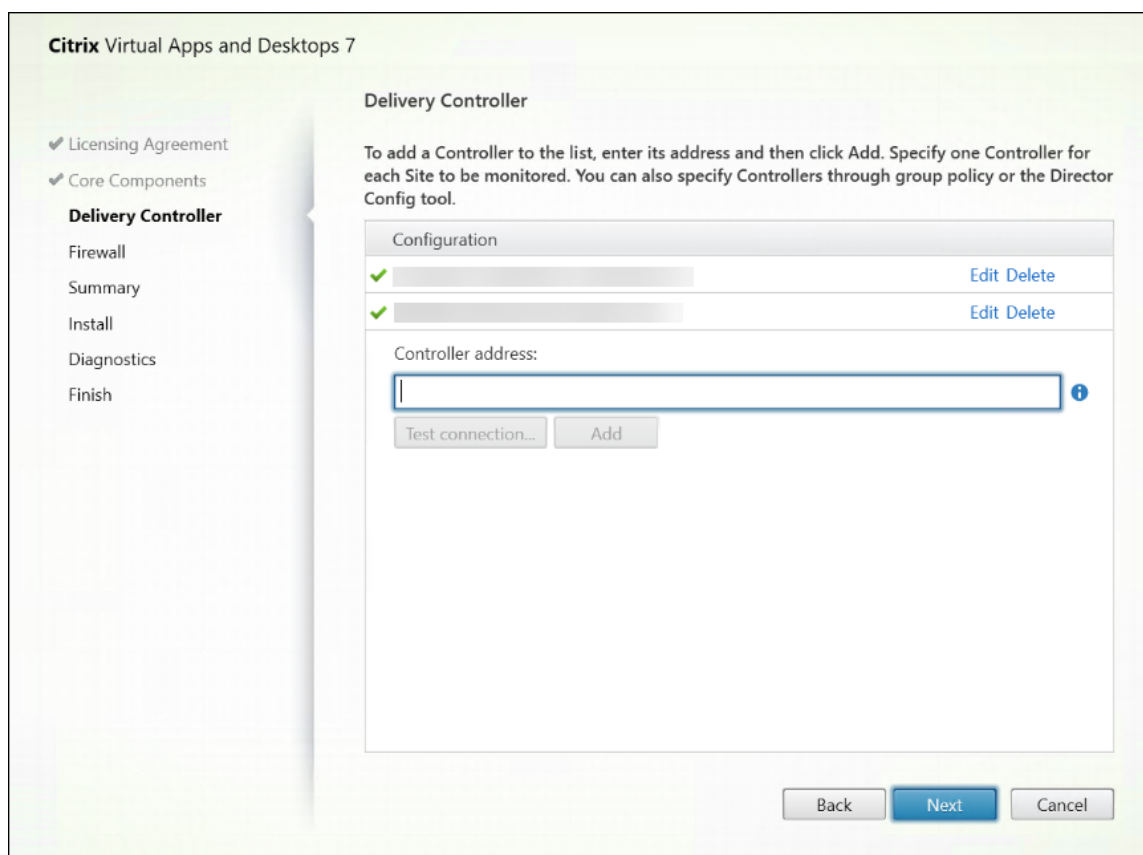 Citrix Virtual Apps and Desktops 7
Licensing Agreement
Core Components
Delivery Controller
Firewall
Summary
Install
Diagnostics
Finish
Delivery Controller
To add a Controller to the list, enter its address and then click Add. Specify one Controller for
each Site to be monitored. You can also specify Controllers through group policy or the Director
Config tool.
Configuration
Edit Delete
Edit Delete
Controller address:
Test connection... Add
Back Next Cancel